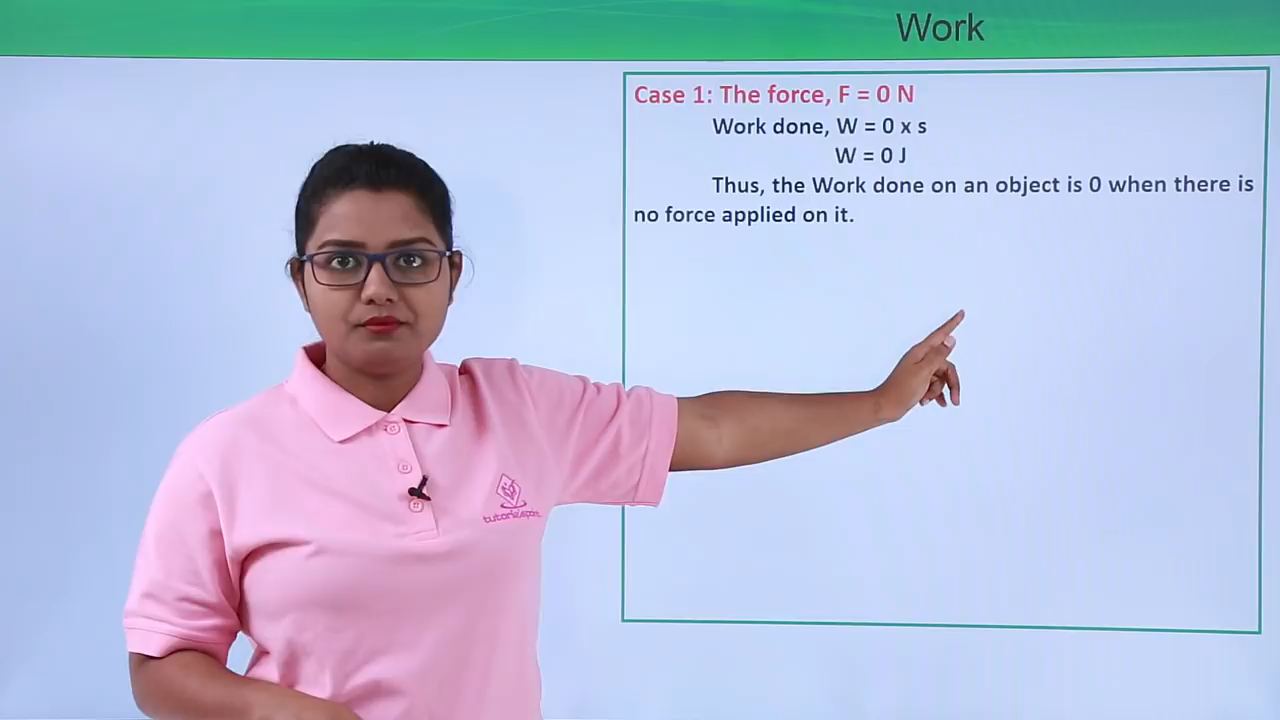 Work
Case 1: The force, F = 0 N
Work done, W = 0 x s
W = 0 J
Thus, the Work done on an object is 0 when there is
no force applied on it.
tutorialspoint